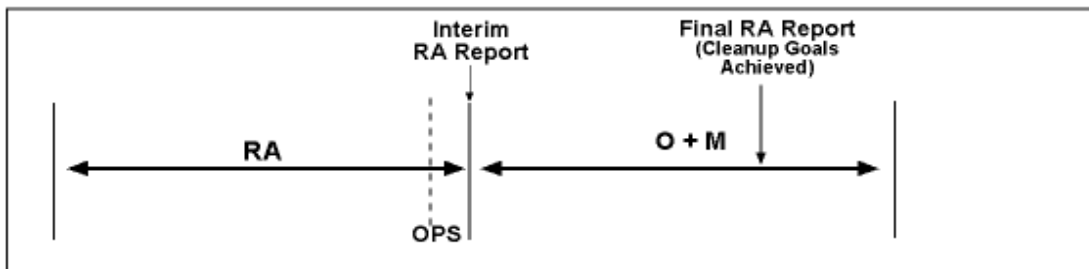 Interim
RA Report
Final RA Report
(Cleanup Goals
Achieved)
RA
O + M
OPS